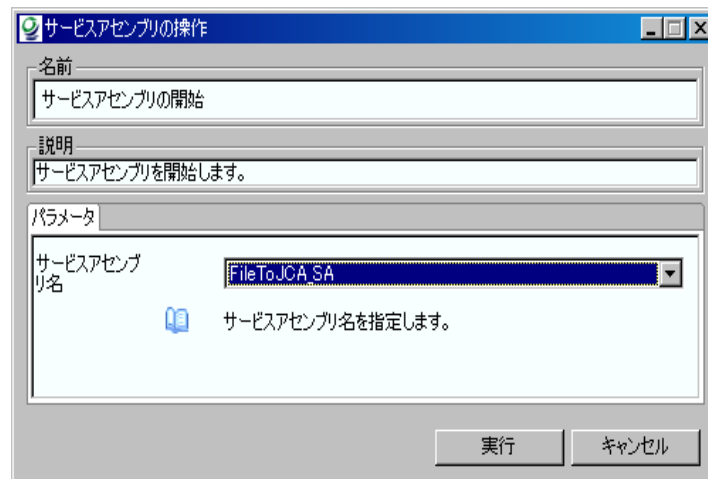 サービスアセンブリの操作
名前
サービスアセンブリの開始
説明
サービスアセンブリを開始します。
パラメータ
サービスアセンブ
リ名
FileToJCA_SA
サービスアセンブリ名を指定します。
実行
キャンセル